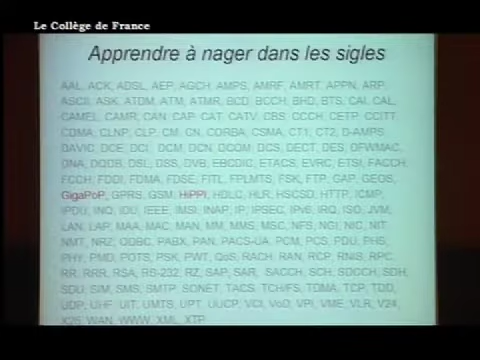 Le Collège de France
Apprendre à nager dans les sigles
AAL, ACK, ADSL, AEP, AGCH, AMPS, AMRF, AMRT, APPN, ARP,
ASCII, ASK, ATDM, ATM, ATMR, BCD, BCCH, BHD, BTS, CAI, CAL,
CAMEL, CAMR, CAN, CAP, CAT, CATV, CBS, CCCH, CETP, CCITT,
CDMA, CLNP, CLP, CM, CN, CORBA, CSMA, CT1, CT2, D-AMPS,
DAVIC, DCE, DCI, DCM, DCN, DCOM, DCS, DECT, DES, DFWMAC,
DNA, DQDB, DSL, DSS, DVB, EBCDIC, ETACS, EVRC, ETSI, FACCH,
FCCH, FDDI, FDMA, FDSE, FITL, FPLMTS, FSK, FTP, GAP, GEOS,
GigaPoP, GPRS, GSM, HiPPI, HDLC, HLR, HSCSD, HTTP, ICMP,
IPDU, INQ, IDU, IEEE, IMSI, INAP, IP, IPSEC, IPv6, IRQ, ISO, JVM,
LAN, LAP, MAA, MAC, MAN, MM, MMS, MSC, NFS, NGI, NIC, NIT,
NMT, NRZ, ODBC, PABX, PAN, PACS-UA, PCM, PCS, PDU, PHS,
PHY, PMD, POTS, PSK, PWT, QoS, RACH, RAN, RCP, RNIS, RPC,
RR, RRR, RSA, RS-232, RZ, SAP, SAR, SACCH, SCH, SDCCH, SDH,
SDU, SIM, SMS, SMTP, SONET, TACS, TCH/FS, TDMA, TCP, TDD,
UDP, UHF, UIT, UMTS, UPT, UUCP, VCI, VoD, VPI, VME, VLR, V24,
X25, WAN, WWW, XML, XTP